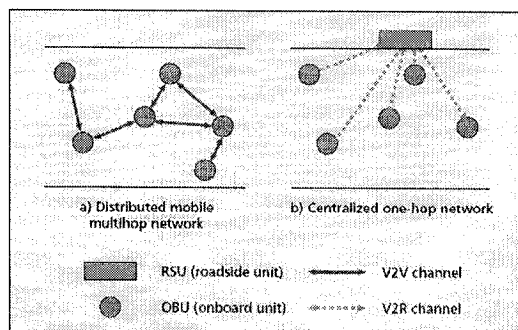 a) Distributed mobile
multihop network
b) Centralized one-hop network
RSU (roadside unit)
V2V channel
OBU (onboard unit)
V2R channel